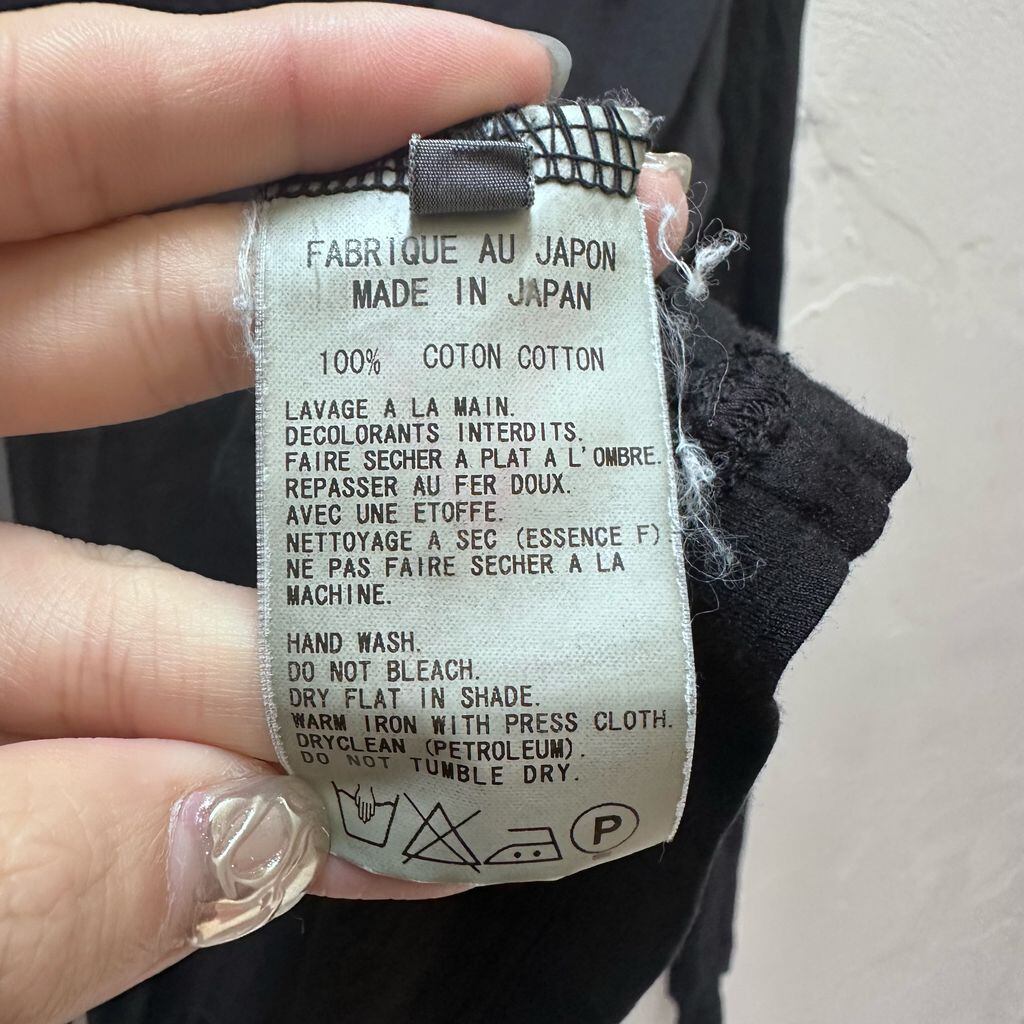 FABRIQUE AU JAPON
MADE IN JAPAN
100% COTON COTTON
LAVAGE A LA MAIN.
DECOLORANTS INTERDITS.
FAIRE SECHER A PLAT A L'OMBRE.
REPASSER AU FER DOUX.
AVEC UNE ETOFFE.
NETTOYAGE A SEC (ESSENCE F)
NE PAS FAIRE SECHER A LA
MACHINE.
HAND WASH.
DO NOT BLEACH.
DRY FLAT IN SHADE.
WARM IRON WITH PRESS CLOTH.
DRYCLEAN (PETROLEUM).
DO NOT TUMBLE DRY.
P